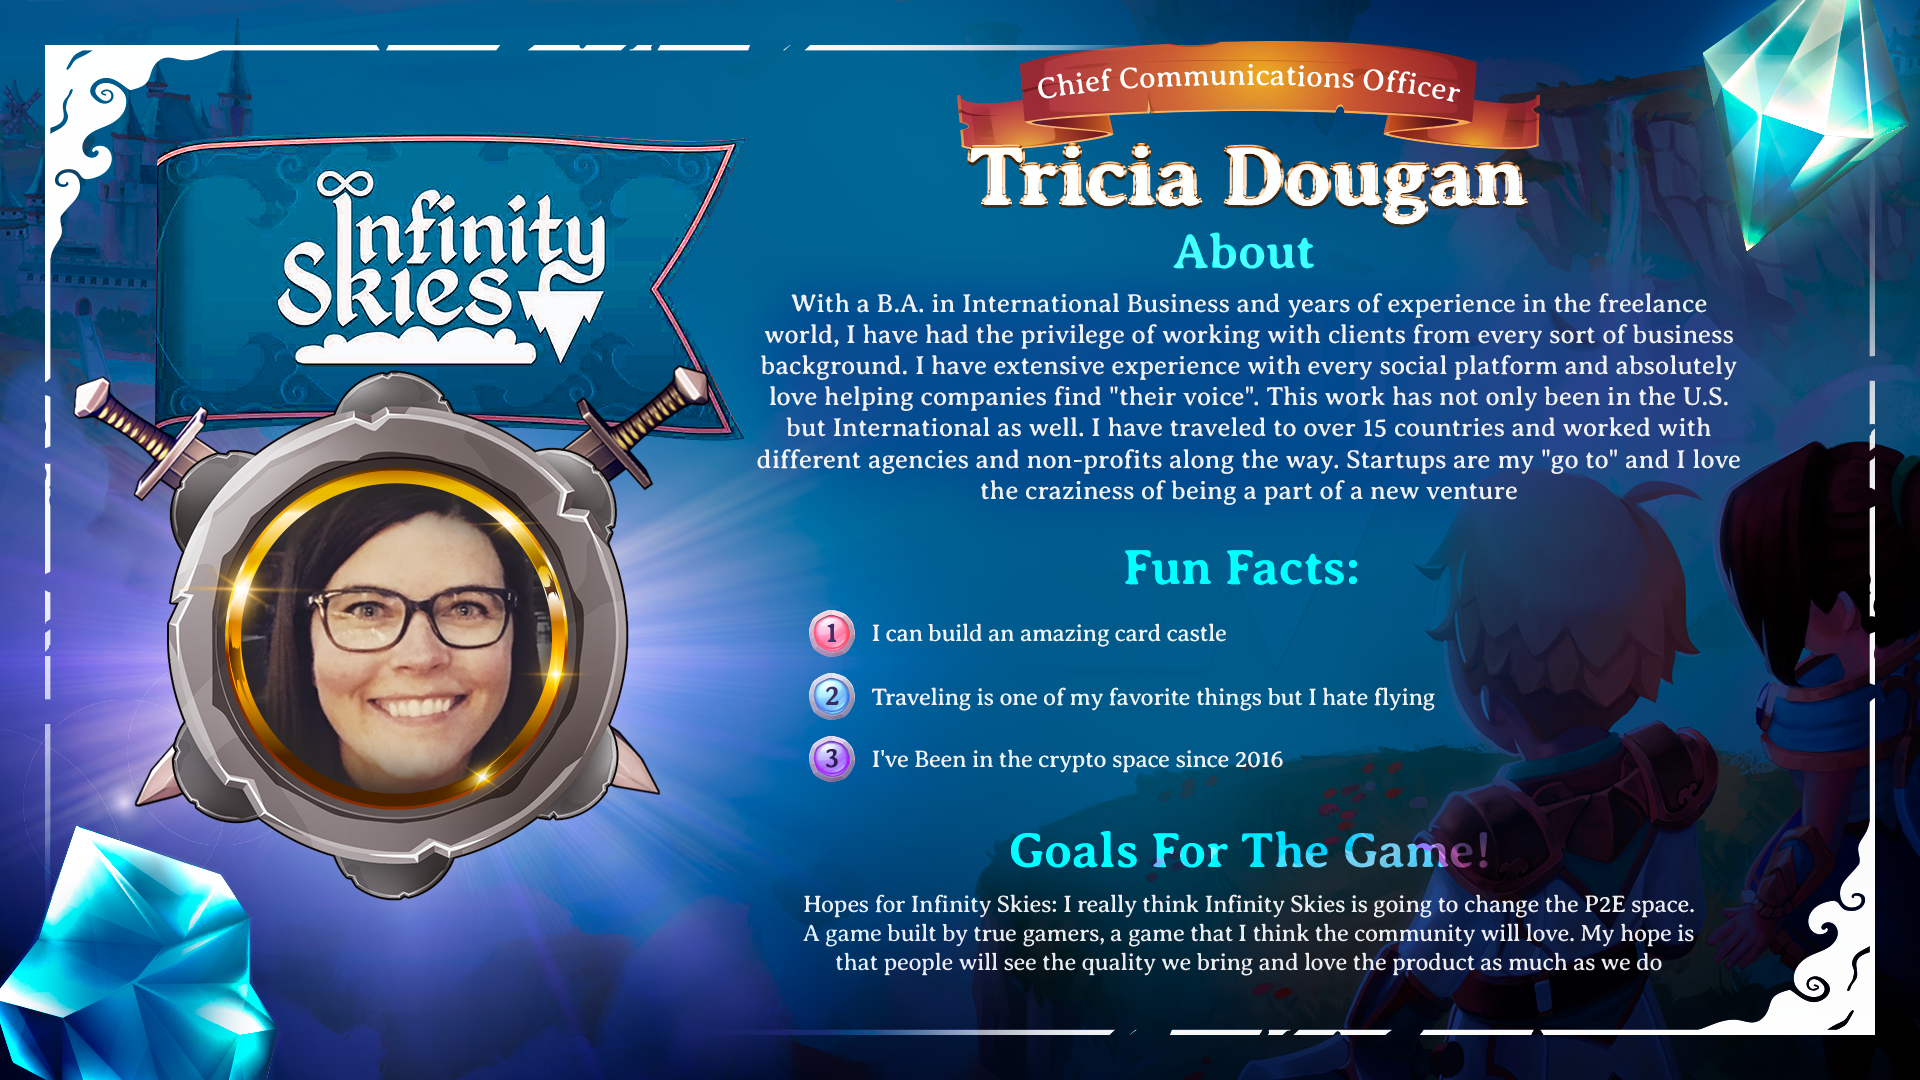 Infinity
Skies
Chief Communications Officer
Tricia Dougan
About
With a B.A. in International Business and years of experience in the freelance
world, I have had the privilege of working with clients from every sort of business
background. I have extensive experience with every social platform and absolutely
love helping companies find "their voice". This work has not only been in the U.S.
but International as well. I have traveled to over 15 countries and worked with
different agencies and non-profits along the way. Startups are my "go to" and I love
the craziness of being a part of a new venture
Fun Facts:
1 I can build an amazing card castle
2 Traveling is one of my favorite things but I hate flying
3 I've Been in the crypto space since 2016
Goals For The Game!
Hopes for Infinity Skies: I really think Infinity Skies is going to change the P2E space.
A game built by true gamers, a game that I think the community will love. My hope is
that people will see the quality we bring and love the product as much as we do